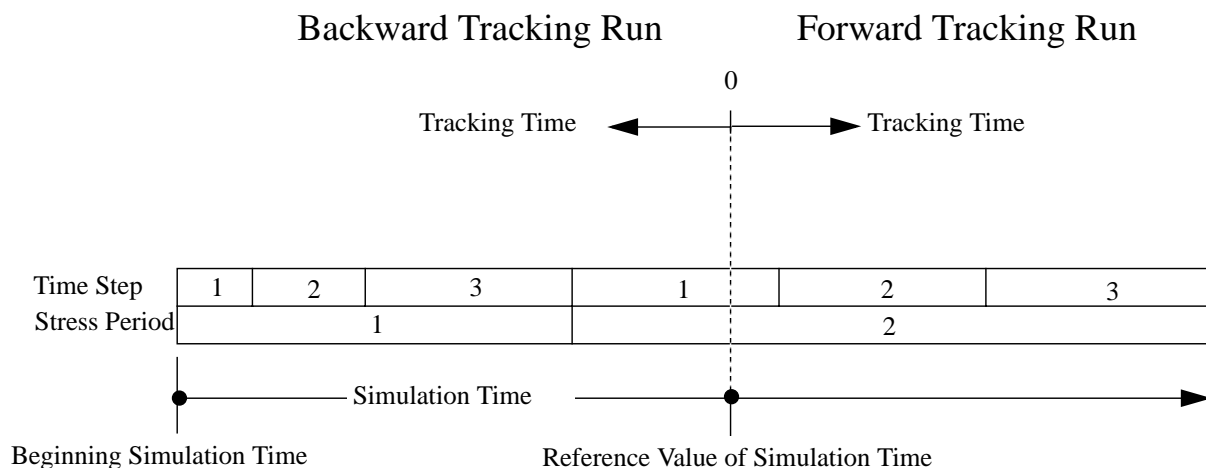 Backward Tracking Run Forward Tracking Run
0
Tracking Time Tracking Time
Time Step 1 2 3 1 2 3
Stress Period 1 2
Simulation Time
Beginning Simulation Time Reference Value of Simulation Time